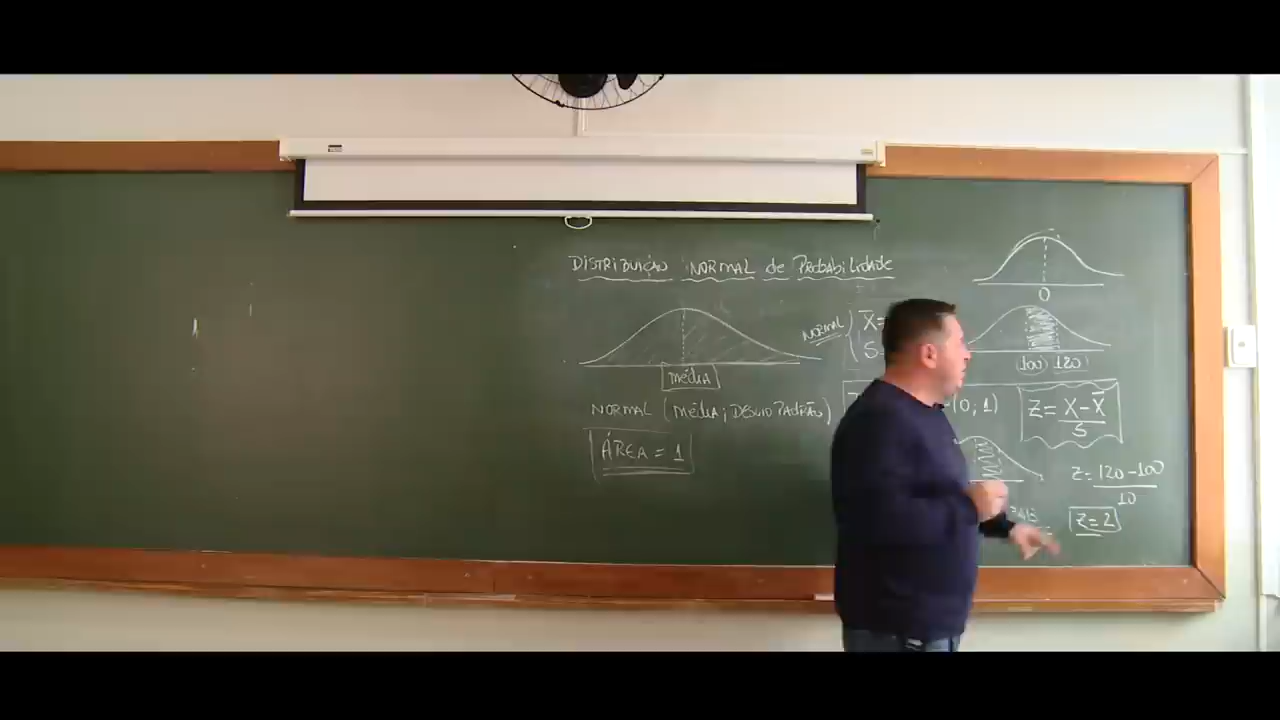 DISTRIBUIÇÃO NORMAL de PROBABILIDADE
média
NORMAL (média; DESVIO PADRÃO)
ÁREA = 1
NORMAL
X̄=
S
0
100 120
(0; 1)
Z = X - X̄ / S
Z = 120 - 100 / 10
Z = 2